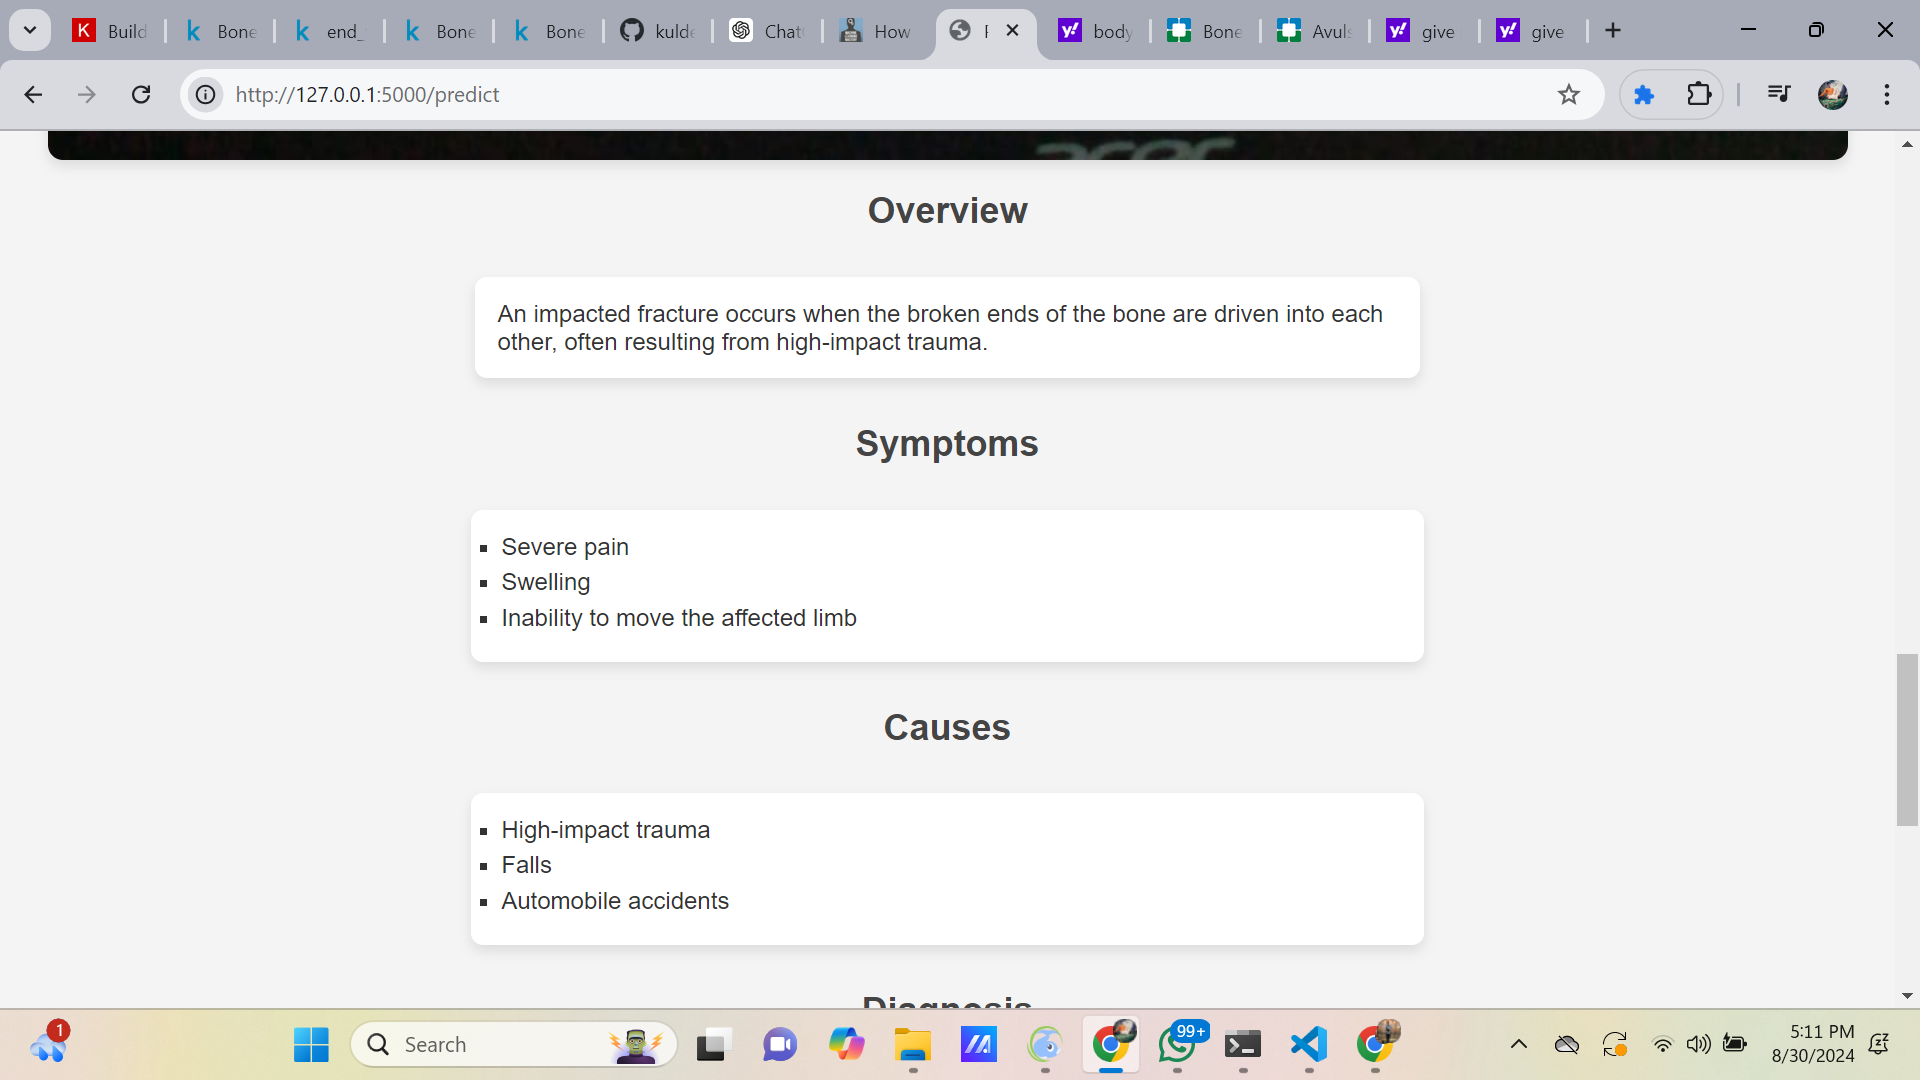 Build
Bone
end_
Bone
Bone
kulde
Chat
How
body
Bone
Avuls
give
give
http://127.0.0.1:5000/predict
acer
Overview
An impacted fracture occurs when the broken ends of the bone are driven into each
other, often resulting from high-impact trauma.
Symptoms
Severe pain
Swelling
Inability to move the affected limb
Causes
High-impact trauma
Falls
Automobile accidents
Diagnosis
1
Search
99+
5:11 PM
8/30/2024